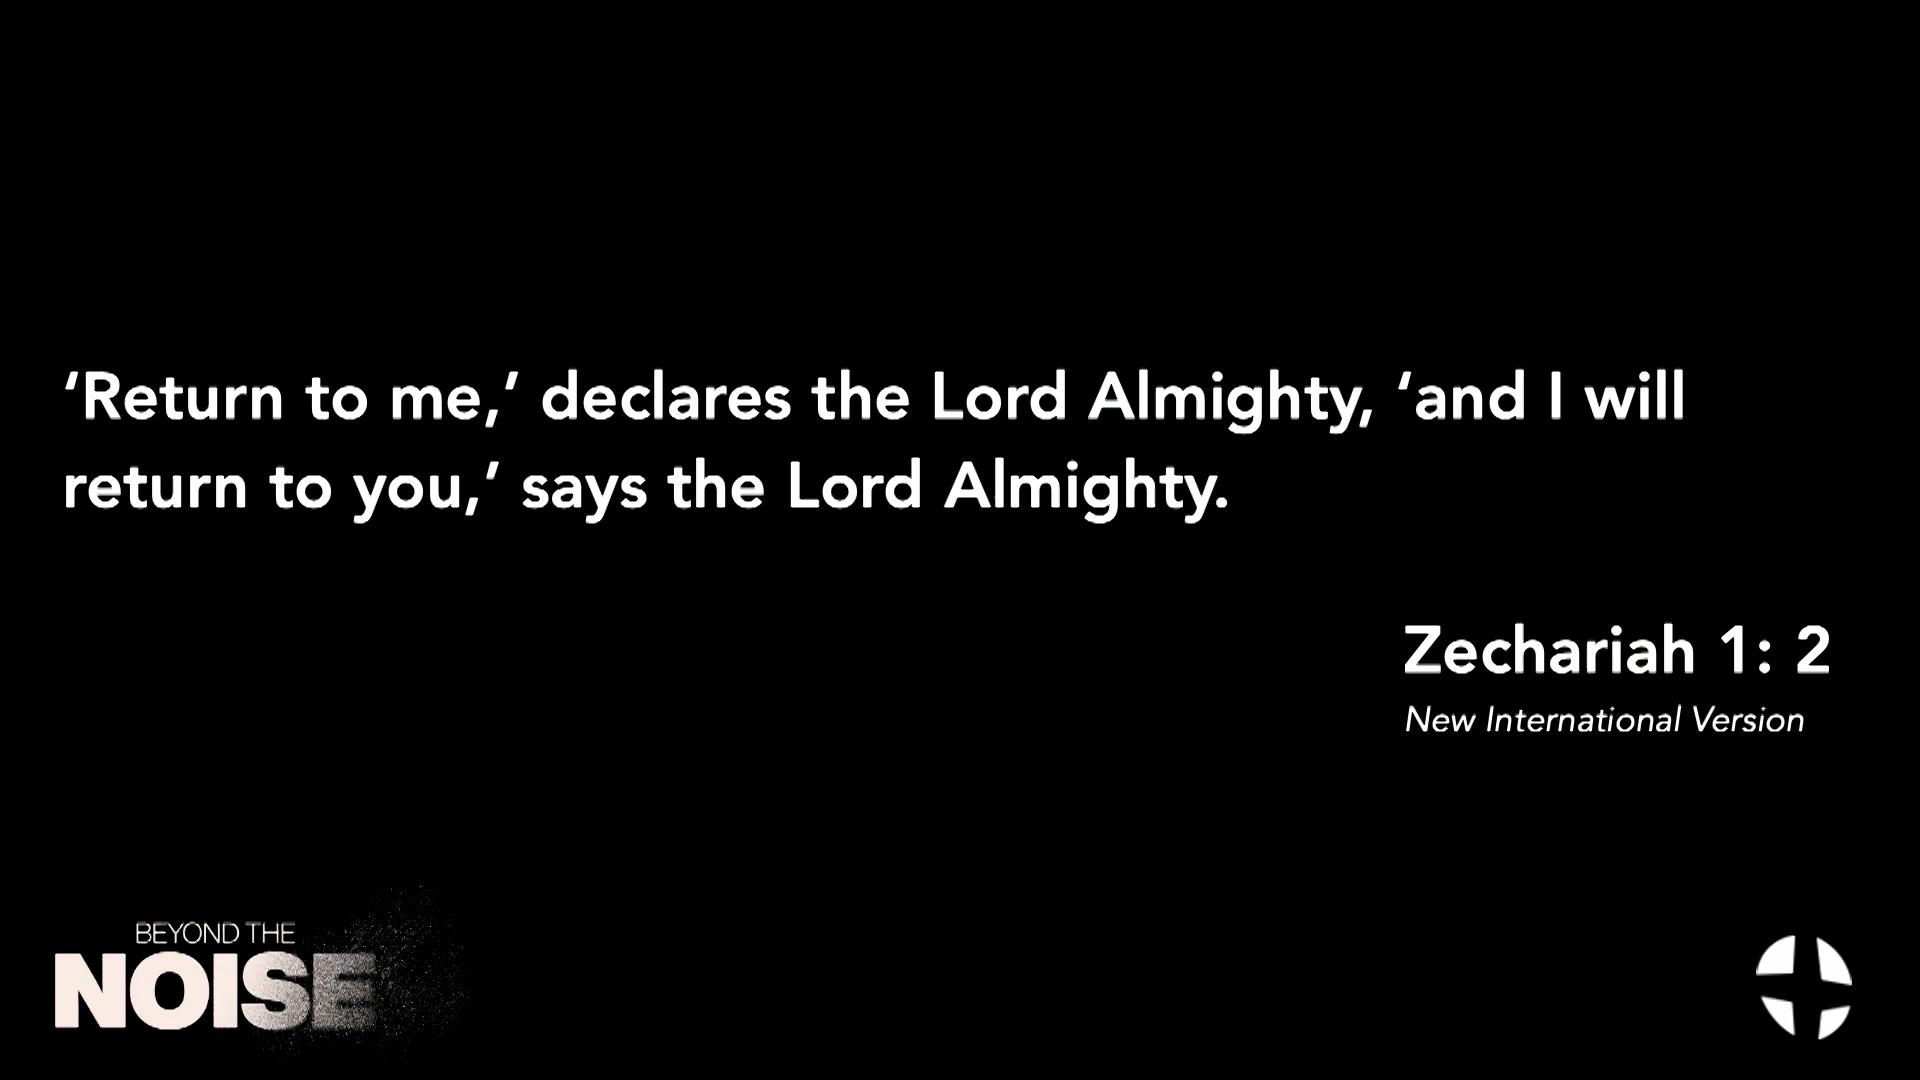 ‘Return to me,’ declares the Lord Almighty, ‘and I will
return to you,’ says the Lord Almighty.
Zechariah 1: 2
New International Version
BEYOND THE
NOISE